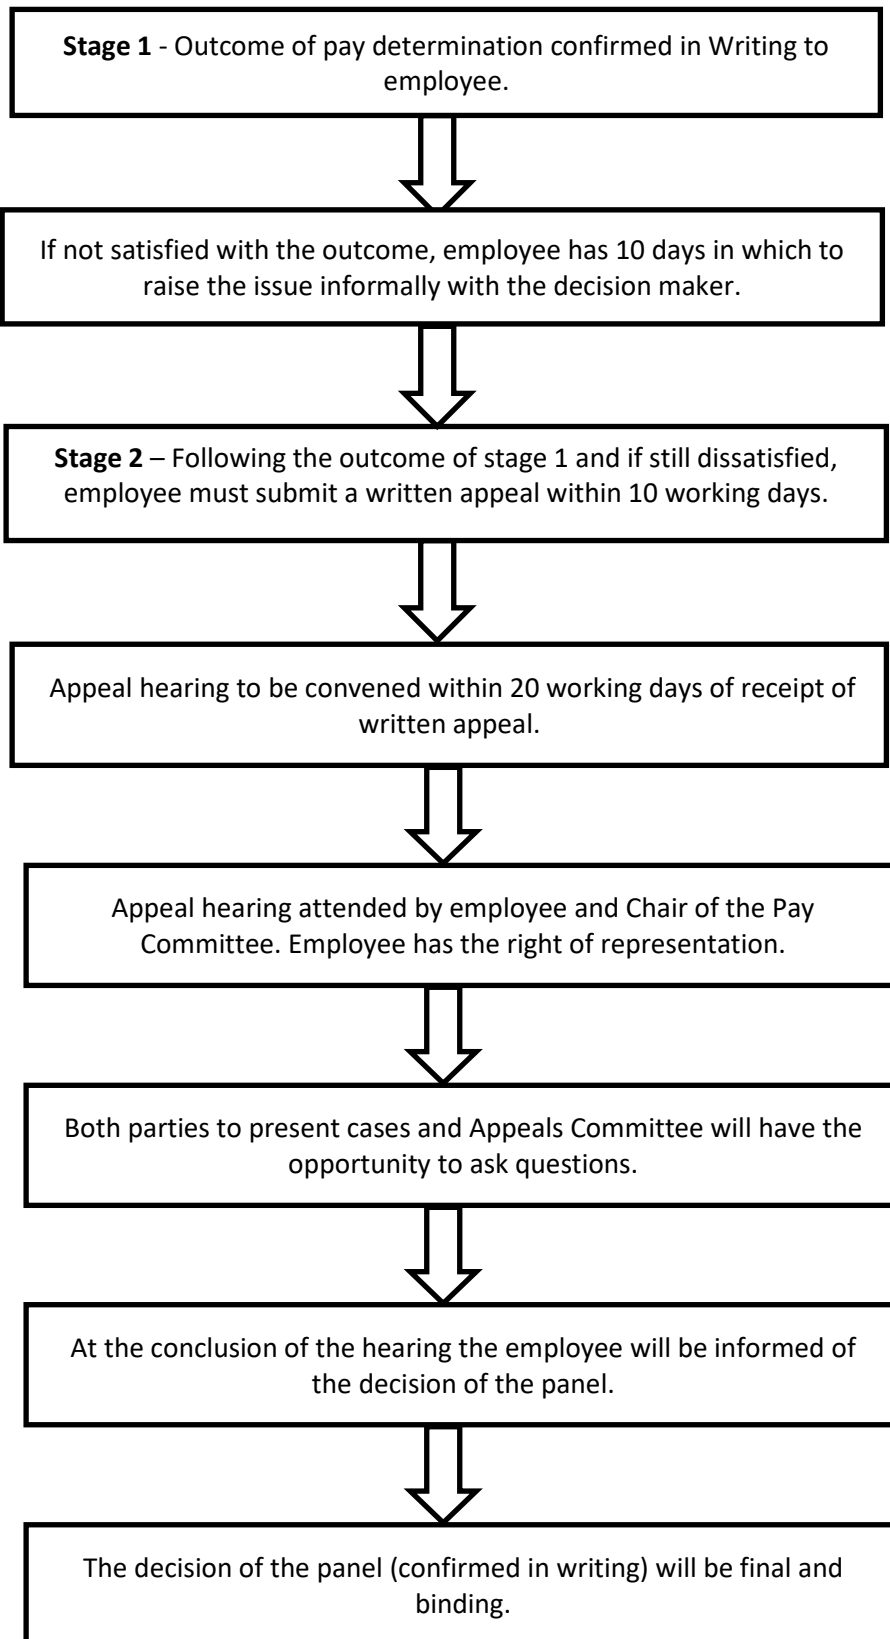 Stage 1 - Outcome of pay determination confirmed in Writing to
employee.
If not satisfied with the outcome, employee has 10 days in which to
raise the issue informally with the decision maker.
Stage 2 – Following the outcome of stage 1 and if still dissatisfied,
employee must submit a written appeal within 10 working days.
Appeal hearing to be convened within 20 working days of receipt of
written appeal.
Appeal hearing attended by employee and Chair of the Pay
Committee. Employee has the right of representation.
Both parties to present cases and Appeals Committee will have the
opportunity to ask questions.
At the conclusion of the hearing the employee will be informed of
the decision of the panel.
The decision of the panel (confirmed in writing) will be final and
binding.